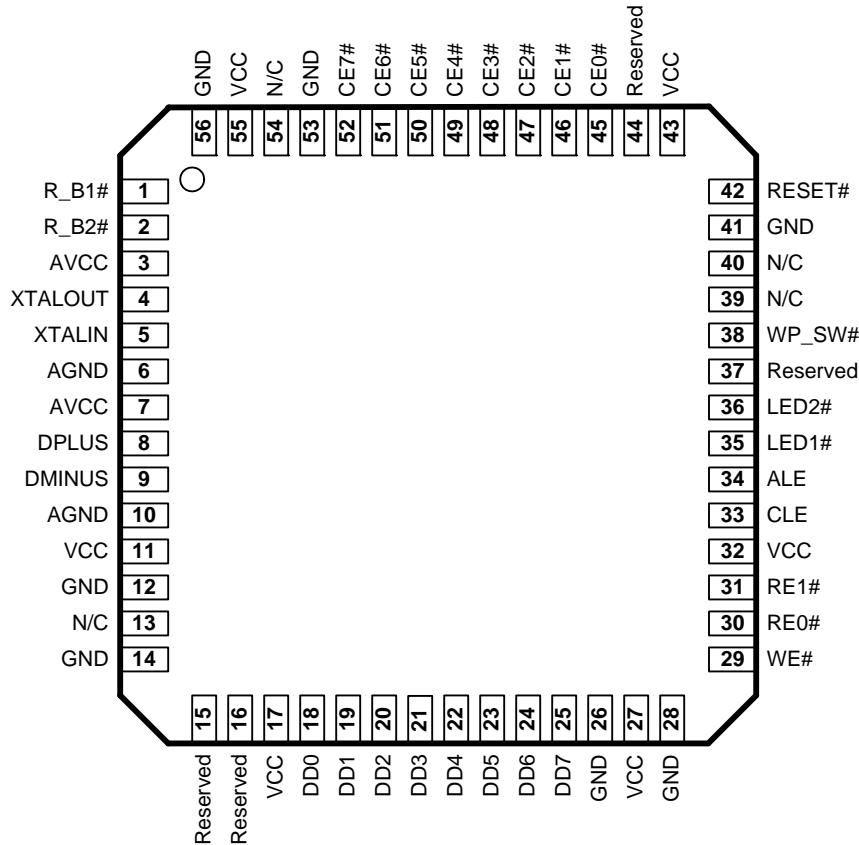 GND
VCC
N/C
GND
CE7#
CE6#
CE5#
CE4#
CE3#
CE2#
CE1#
CE0#
Reserved
VCC
56
55
54
53
52
51
50
49
48
47
46
45
44
43
R_B1# 1
R_B2# 2
AVCC 3
XTALOUT 4
XTALIN 5
AGND 6
AVCC 7
DPLUS 8
DMINUS 9
AGND 10
VCC 11
GND 12
N/C 13
GND 14
42 RESET#
41 GND
40 N/C
39 N/C
38 WP_SW#
37 Reserved
36 LED2#
35 LED1#
34 ALE
33 CLE
32 VCC
31 RE1#
30 RE0#
29 WE#
15
16
17
18
19
20
21
22
23
24
25
26
27
28
Reserved
Reserved
VCC
DD0
DD1
DD2
DD3
DD4
DD5
DD6
DD7
GND
VCC
GND